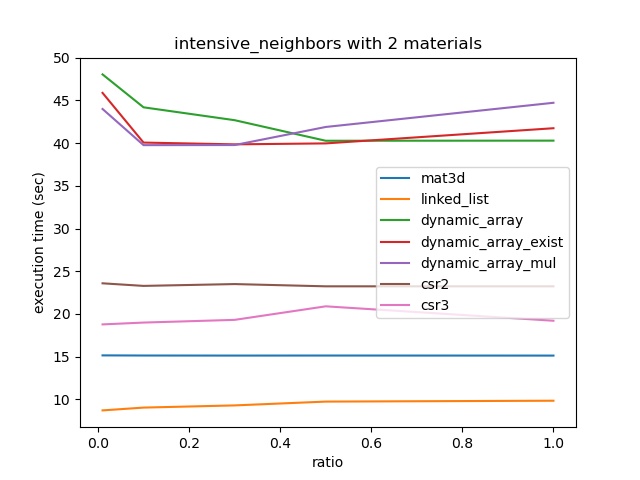 intensive_neighbors with 2 materials
50
45
40
35
30
25
20
15
10
execution time (sec)
mat3d
linked_list
dynamic_array
dynamic_array_exist
dynamic_array_mul
csr2
csr3
0.0 0.2 0.4 0.6 0.8 1.0
ratio